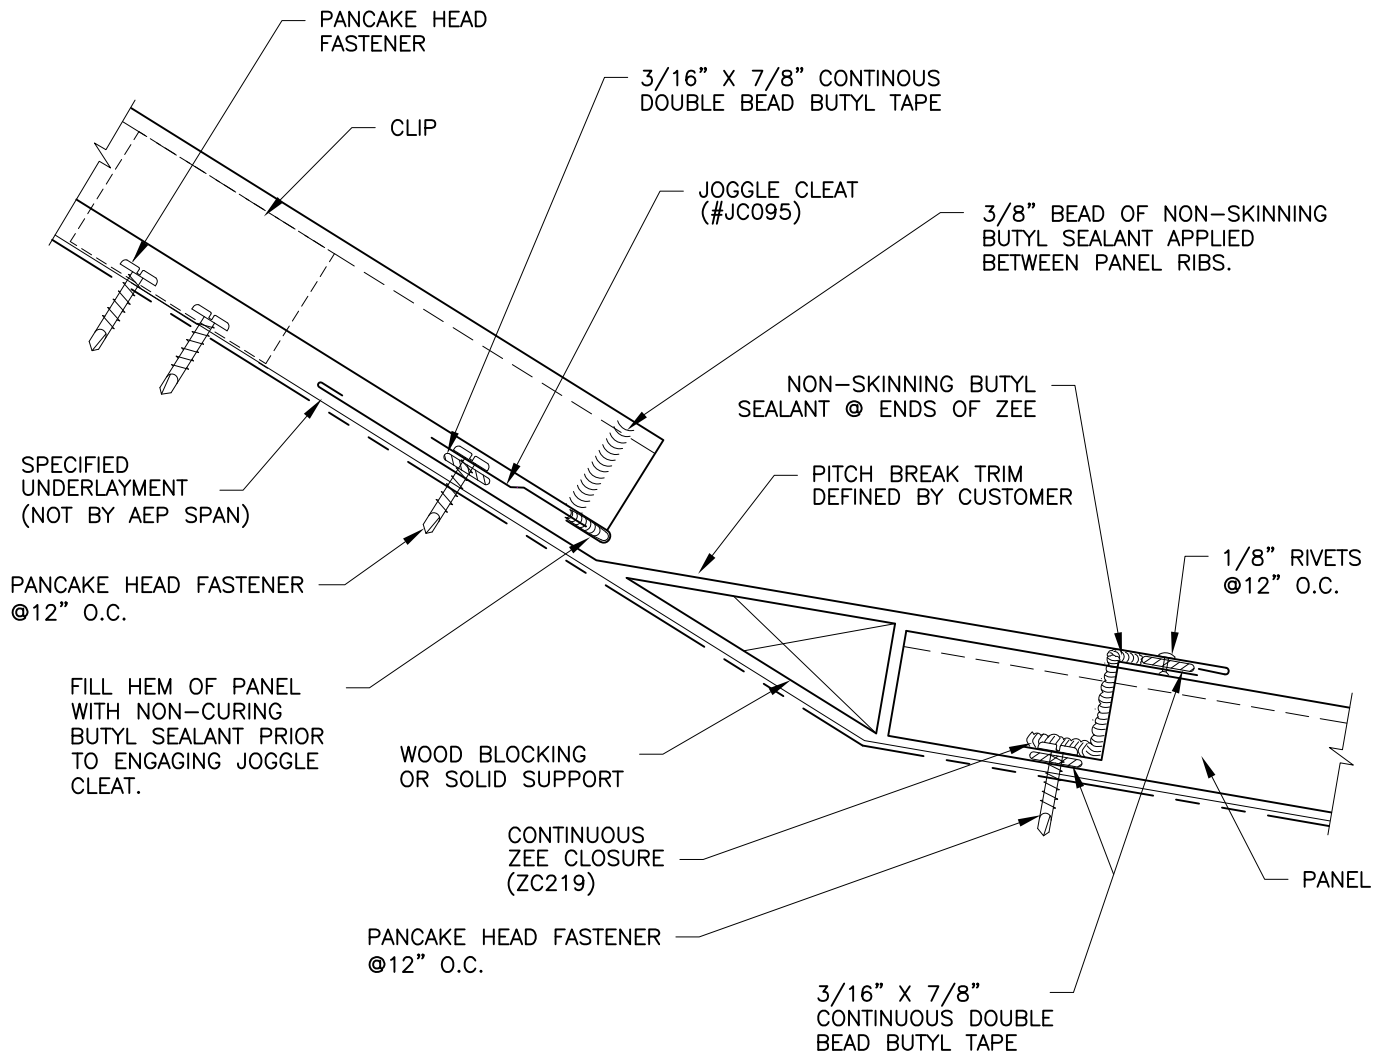 PANCAKE HEAD
FASTENER
3/16” X 7/8” CONTINOUS
DOUBLE BEAD BUTYL TAPE
CLIP
JOGGLE CLEAT
(#JC095)
3/8” BEAD OF NON-SKINNING
BUTYL SEALANT APPLIED
BETWEEN PANEL RIBS.
NON-SKINNING BUTYL
SEALANT @ ENDS OF ZEE
SPECIFIED
UNDERLAYMENT
(NOT BY AEP SPAN)
PITCH BREAK TRIM
DEFINED BY CUSTOMER
1/8” RIVETS
@12” O.C.
PANCAKE HEAD FASTENER
@12” O.C.
FILL HEM OF PANEL
WITH NON-CURING
BUTYL SEALANT PRIOR
TO ENGAGING JOGGLE
CLEAT.
WOOD BLOCKING
OR SOLID SUPPORT
CONTINUOUS
ZEE CLOSURE
(ZC219)
PANEL
PANCAKE HEAD FASTENER
@12” O.C.
3/16” X 7/8”
CONTINUOUS DOUBLE
BEAD BUTYL TAPE